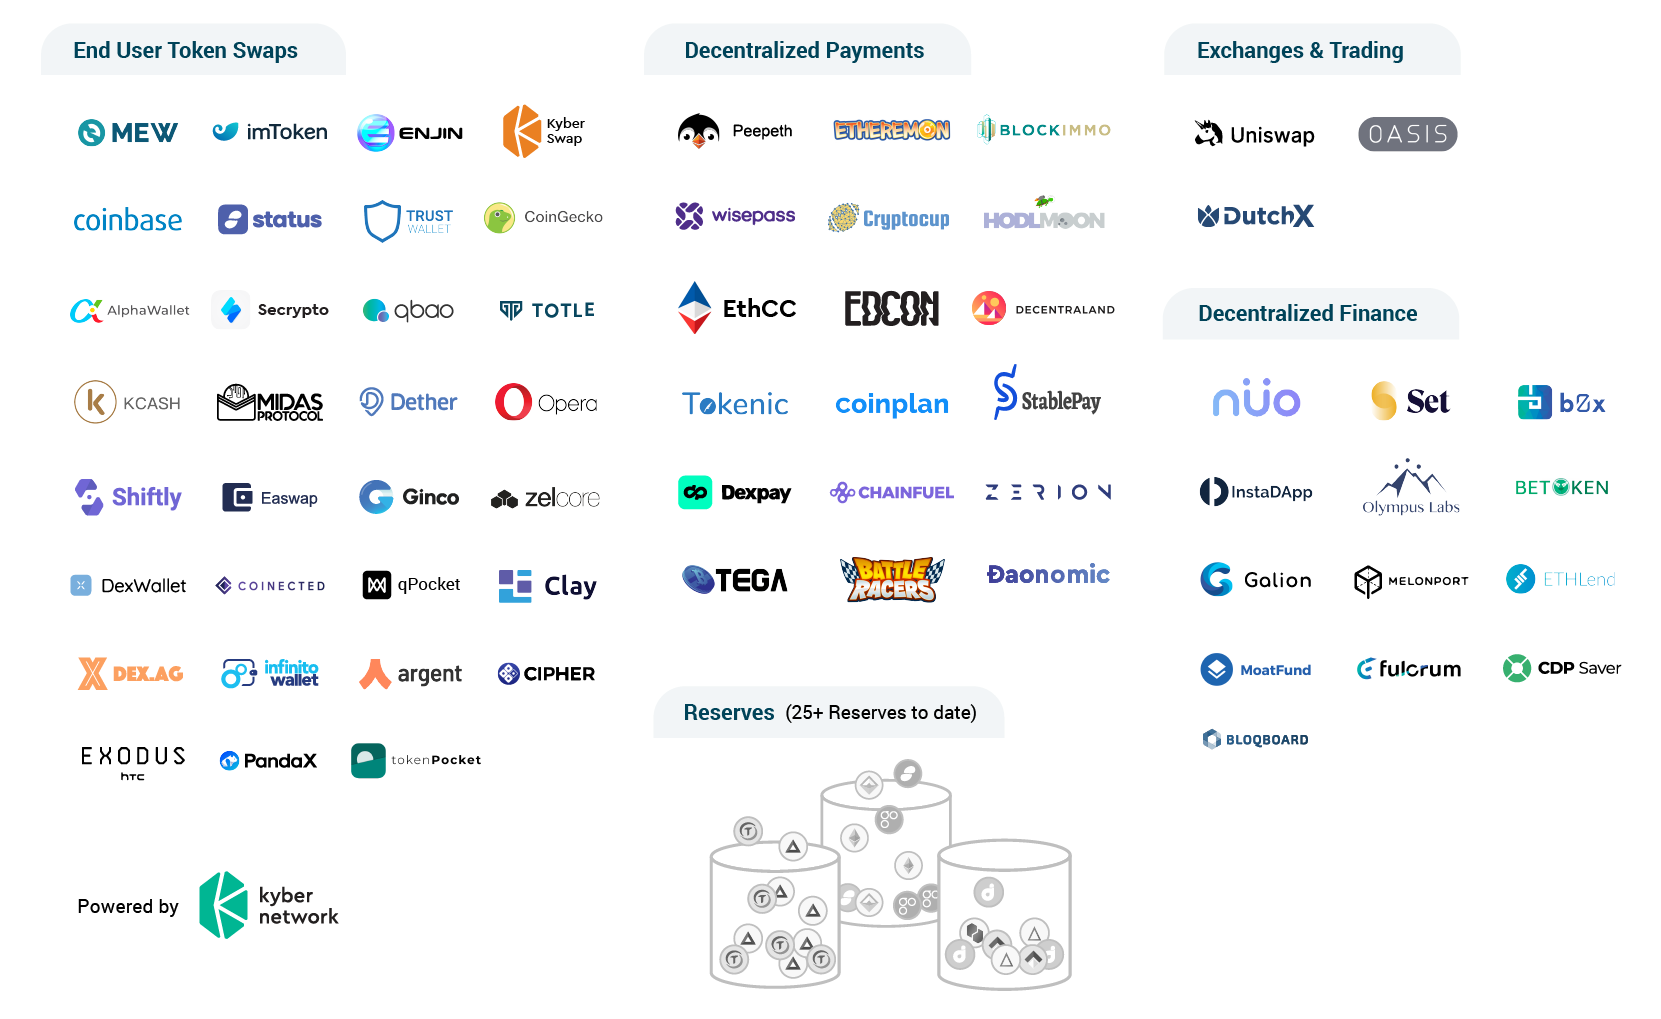 End User Token Swaps
MEW
imToken
ENJIN
Kyber
Swap
coinbase
status
TRUST
WALLET
CoinGecko
AlphaWallet
Secrypto
qbao
TOTLE
KCASH
MIDAS
PROTOCOL
Dether
Opera
Shiftly
Easwap
Ginco
zelcore
DexWallet
COINECTED
qPocket
Clay
DEX.AG
infinito
wallet
argent
CIPHER
EXODUS
htc
PandaX
tokenPocket
Powered by
kyber
network
Decentralized Payments
Peepeth
ETHEREMON
BLOCKIMMO
wisepass
Cryptocup
HODLMOON
EthCC
EDCON
DECENTRALAND
Tokenic
coinplan
StablePay
Dexpay
CHAINFUEL
ZERION
TEGA
BATTLE
RACERS
Daonomic
Reserves (25+ Reserves to date)
Exchanges & Trading
Uniswap
OASIS
DutchX
Decentralized Finance
nüo
Set
b0x
InstaDApp
Olympus Labs
BETOKEN
Galion
MELONPORT
ETHLend
MoatFund
fulcrum
CDP Saver
BLOQBOARD